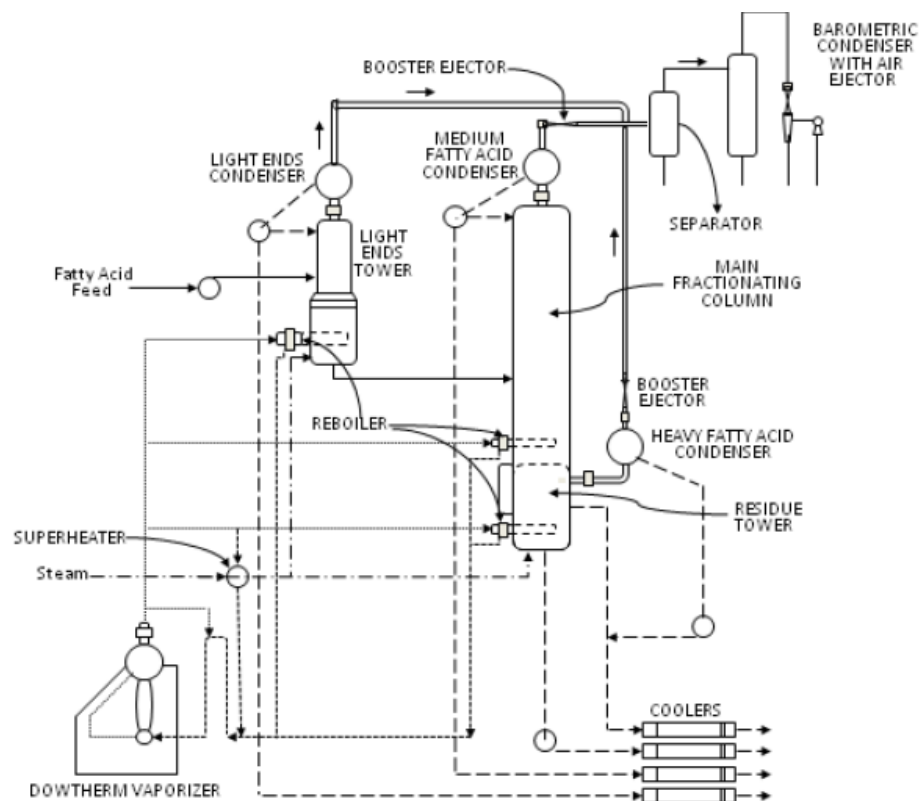 BAROMETRIC
CONDENSER
WITH AIR
EJECTOR
BOOSTER EJECTOR
MEDIUM
FATTY ACID
CONDENSER
LIGHT ENDS
CONDENSER
SEPARATOR
LIGHT
ENDS
TOWER
Fatty Acid
Feed
MAIN
FRACTIONATING
COLUMN
BOOSTER
EJECTOR
REBOILER
HEAVY FATTY ACID
CONDENSER
RESIDUE
TOWER
SUPERHEATER
Steam
COOLERS
DOWTHERM VAPORIZER